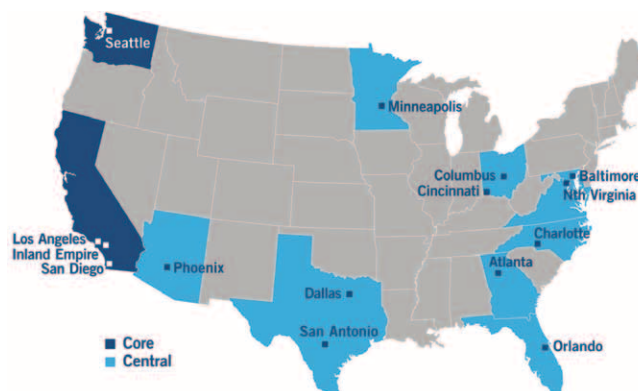 Seattle
Minneapolis
Columbus
Baltimore
Cincinnati
Nth Virginia
Charlotte
Los Angeles
Inland Empire
San Diego
Phoenix
Atlanta
Dallas
San Antonio
Orlando
Core
Central